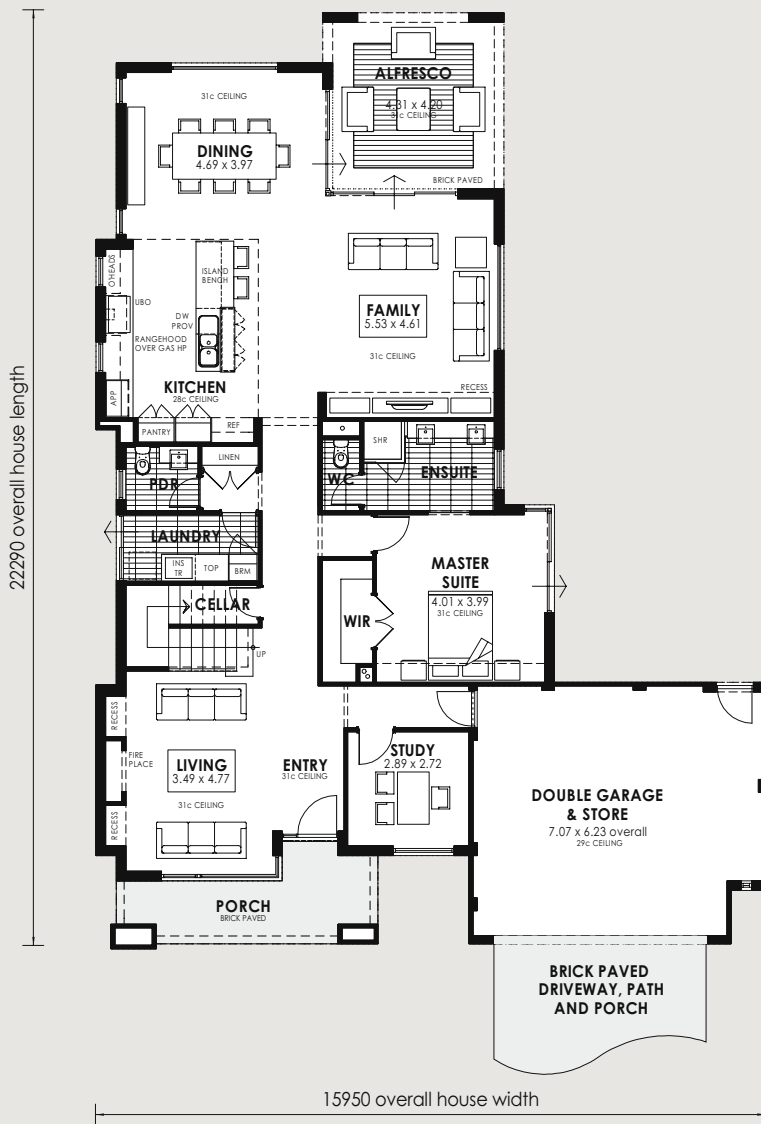 ALFRESCO
4.31 x 4.20
31c CEILING
BRICK PAVED
31c CEILING
DINING
4.69 x 3.97
O'HEADS
UBO
ISLAND
BENCH
DW
PROV
RANGEHOOD
OVER GAS HP
APP
KITCHEN
28c CEILING
FAMILY
5.53 x 4.61
31c CEILING
RECESS
PANTRY
REF
LINEN
PDR
WC
SHR
ENSUITE
LAUNDRY
INS
TR
TOP
BRM
MASTER
SUITE
4.01 x 3.99
31c CEILING
WIR
CELLAR
UP
RECESS
FIRE
PLACE
RECESS
LIVING
3.49 x 4.77
31c CEILING
ENTRY
31c CEILING
STUDY
2.89 x 2.72
DOUBLE GARAGE
& STORE
7.07 x 6.23 overall
29c CEILING
PORCH
BRICK PAVED
BRICK PAVED
DRIVEWAY, PATH
AND PORCH
22290 overall house length
15950 overall house width